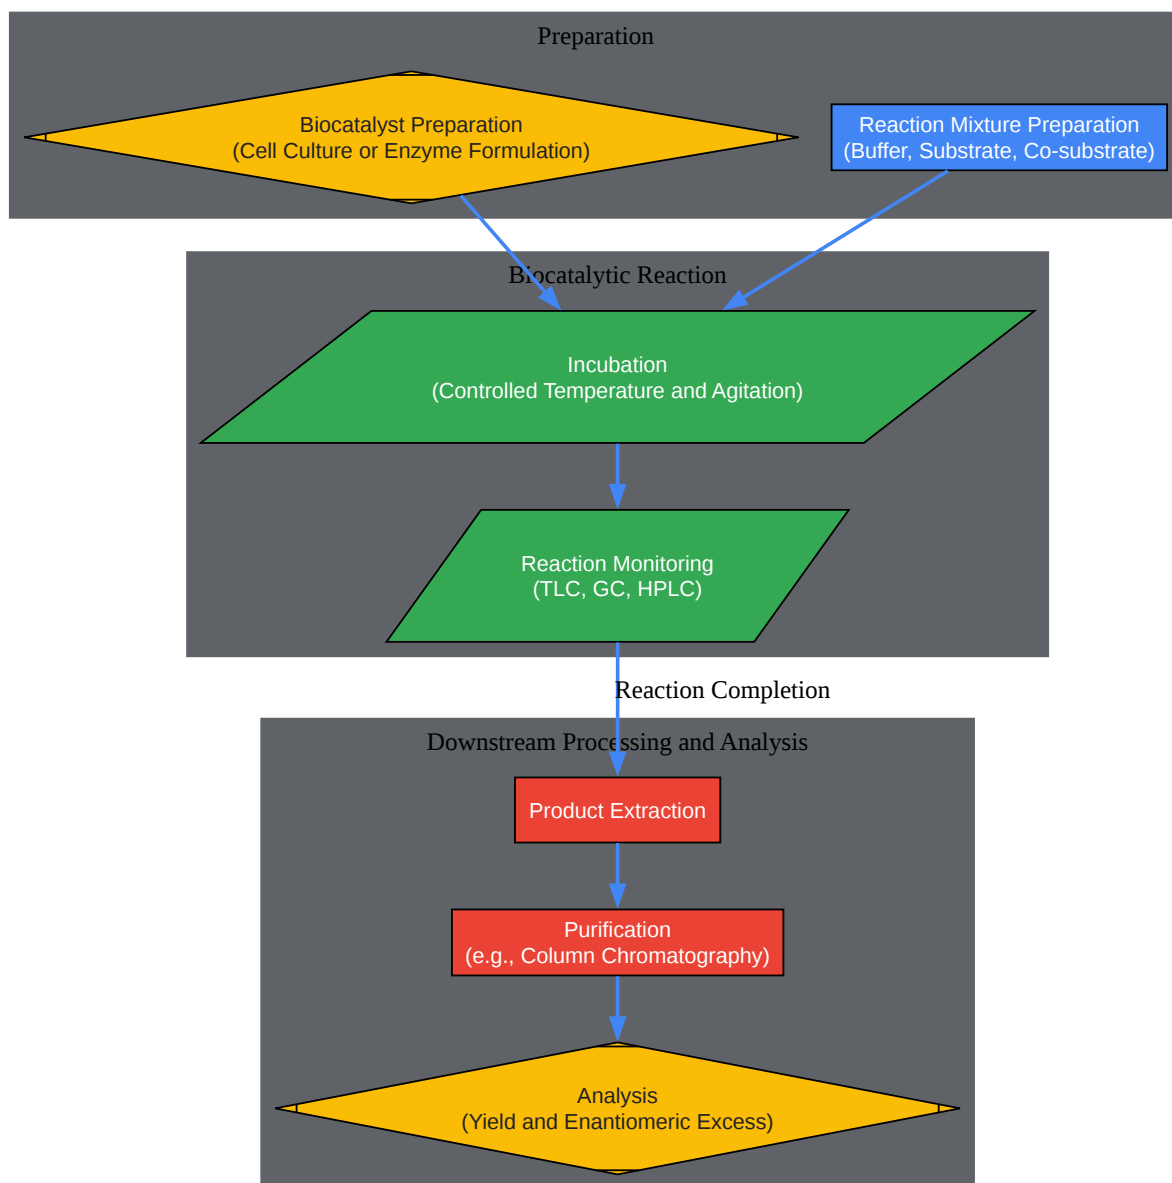 Preparation
Biocatalyst Preparation
(Cell Culture or Enzyme Formulation)
Reaction Mixture Preparation
(Buffer, Substrate, Co-substrate)
Biocatalytic Reaction
Incubation
(Controlled Temperature and Agitation)
Reaction Monitoring
(TLC, GC, HPLC)
Reaction Completion
Downstream Processing and Analysis
Product Extraction
Purification
(e.g., Column Chromatography)
Analysis
(Yield and Enantiomeric Excess)